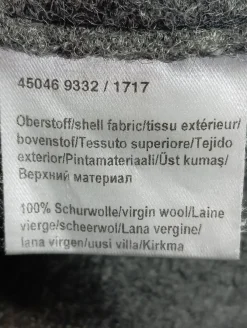 45046 9332 / 1717
Oberstoff/shell fabric/tissu extérieur/
bovenstof/Tessuto superiore/Tejido
exterior/Pintamateriaali/Üst kumaş/
Верхний материал
100% Schurwolle/virgin wool/Laine
vierge/scheerwol/Lana vergine/
lana virgen/uusi villa/Kirkma